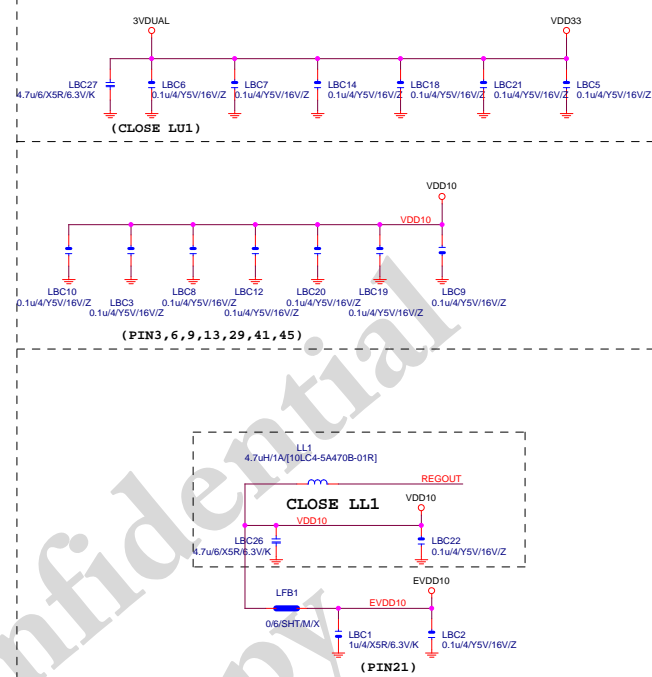 3VDUAL VDD33
LBC27 LBC6 LBC7 LBC14 LBC18 LBC21 LBC5
4.7u/6/X5R/6.3V/K 0.1u/4/Y5V/16V/Z 0.1u/4/Y5V/16V/Z 0.1u/4/Y5V/16V/Z 0.1u/4/Y5V/16V/Z 0.1u/4/Y5V/16V/Z 0.1u/4/Y5V/16V/Z
(CLOSE LU1)
VDD10
VDD10
LBC10 LBC8 LBC20 LBC9
0.1u/4/Y5V/16V/Z 0.1u/4/Y5V/16V/Z 0.1u/4/Y5V/16V/Z 0.1u/4/Y5V/16V/Z
LBC3 LBC12 LBC19
0.1u/4/Y5V/16V/Z 0.1u/4/Y5V/16V/Z 0.1u/4/Y5V/16V/Z
(PIN3,6,9,13,29,41,45)
LL1
4.7uH/1A/[10LC4-5A470B-01R]
REGOUT
CLOSE LL1
VDD10
VDD10
LBC26 LBC22
4.7u/6/X5R/6.3V/K 0.1u/4/Y5V/16V/Z
EVDD10
LFB1
EVDD10
0/6/SHT/M/X
LBC1 LBC2
1u/4/X5R/6.3V/K 0.1u/4/Y5V/16V/Z
(PIN21)
nfidential
opy